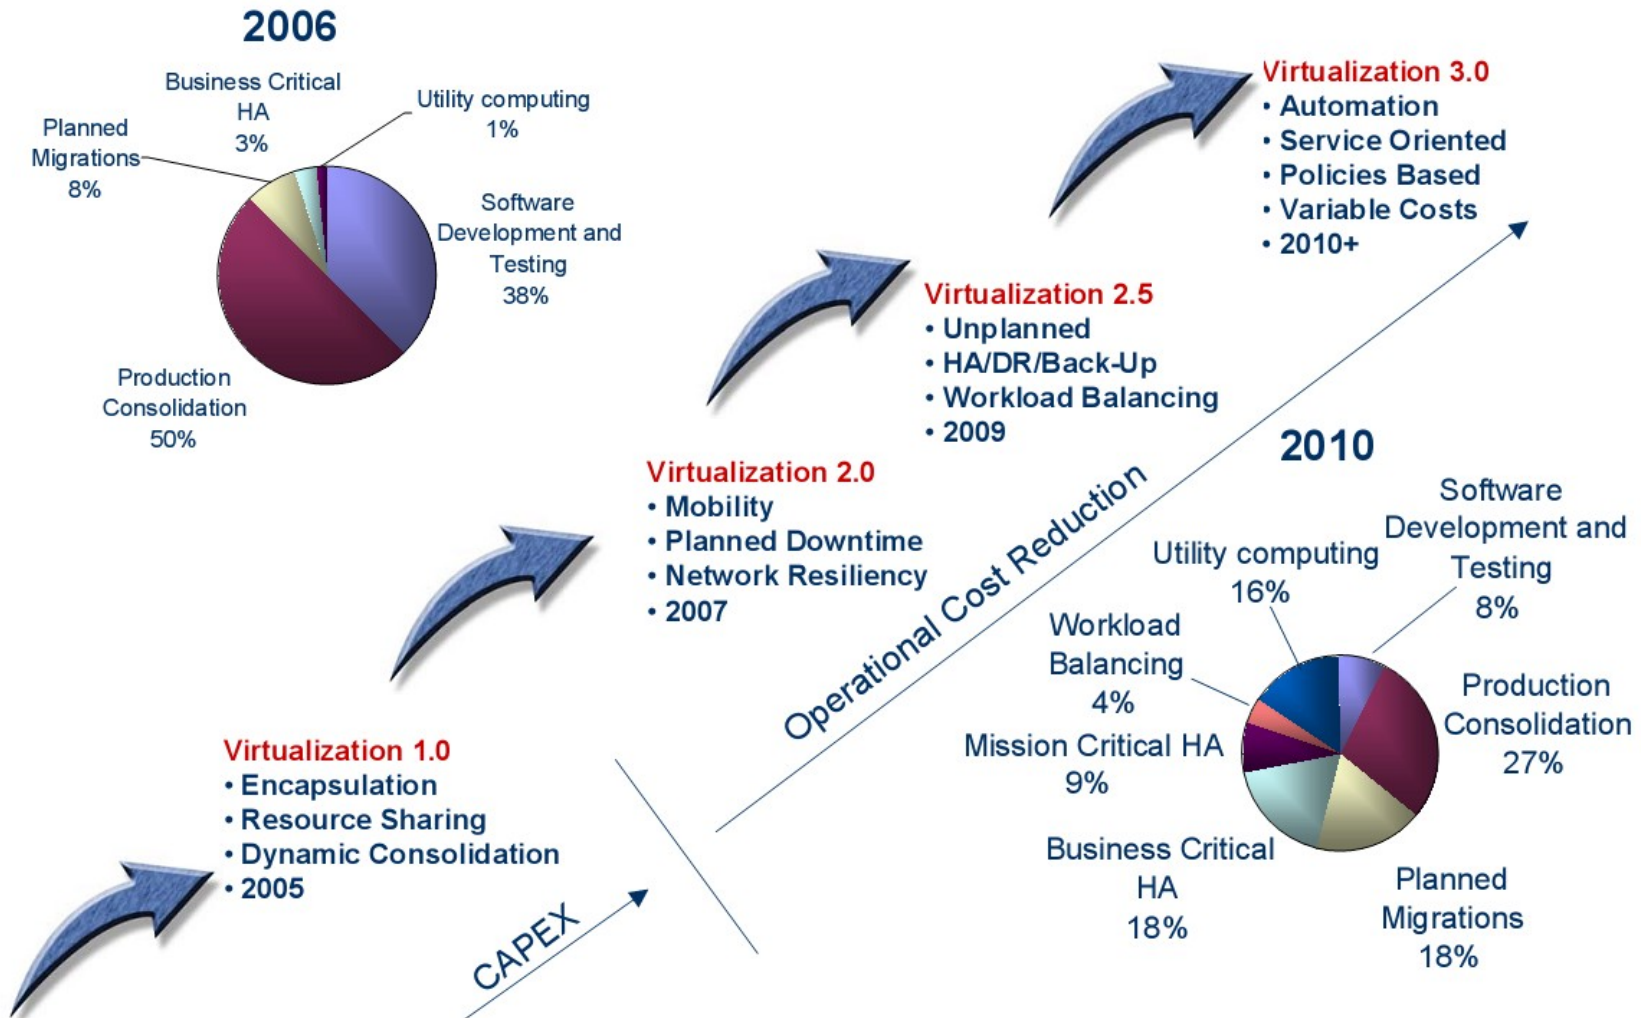 2006
Business Critical
HA
3%
Utility computing
1%
Planned
Migrations
8%
Software
Development and
Testing
38%
Production
Consolidation
50%
Virtualization 3.0
• Automation
• Service Oriented
• Policies Based
• Variable Costs
• 2010+
Virtualization 2.5
• Unplanned
• HA/DR/Back-Up
• Workload Balancing
• 2009
Virtualization 2.0
• Mobility
• Planned Downtime
• Network Resiliency
• 2007
Virtualization 1.0
• Encapsulation
• Resource Sharing
• Dynamic Consolidation
• 2005
CAPEX
Operational Cost Reduction
2010
Software
Development and
Testing
8%
Utility computing
16%
Workload
Balancing
4%
Production
Consolidation
27%
Mission Critical HA
9%
Business Critical
HA
18%
Planned
Migrations
18%